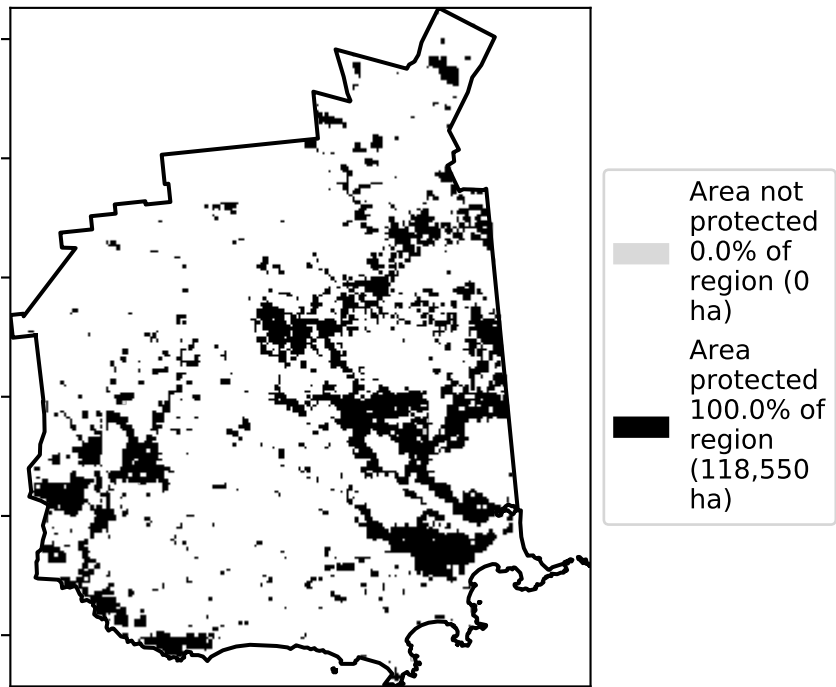 Area not
protected
0.0% of
region (0
ha)
Area
protected
100.0% of
region
(118,550
ha)